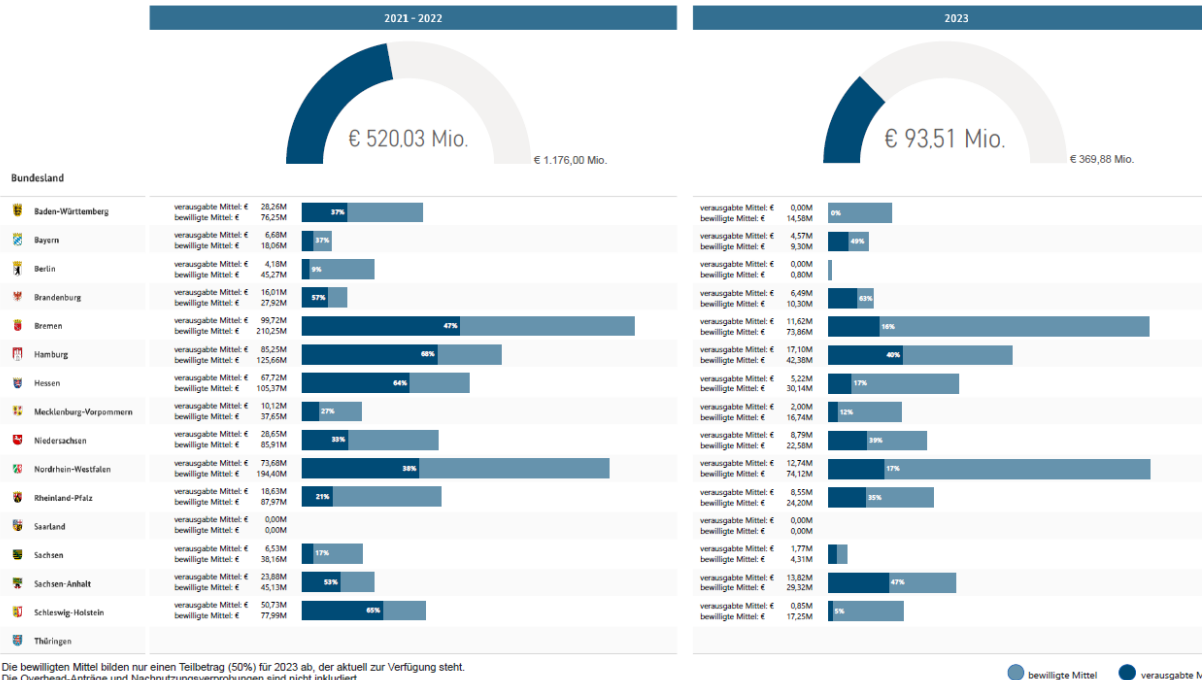 2021 - 2022 2023
€ 520,03 Mio. € 93,51 Mio.
€ 1.176,00 Mio. € 369,88 Mio.
Bundesland
Baden-Württemberg verausgabte Mittel: € 28,26M 37% verausgabte Mittel: € 0,00M 0%
bewilligte Mittel: € 76,25M bewilligte Mittel: € 14,58M
Bayern verausgabte Mittel: € 6,68M 37% verausgabte Mittel: € 4,57M 49%
bewilligte Mittel: € 18,06M bewilligte Mittel: € 9,30M
Berlin verausgabte Mittel: € 4,18M 9% verausgabte Mittel: € 0,00M
bewilligte Mittel: € 45,27M bewilligte Mittel: € 0,80M
Brandenburg verausgabte Mittel: € 16,01M 57% verausgabte Mittel: € 6,49M 63%
bewilligte Mittel: € 27,92M bewilligte Mittel: € 10,30M
Bremen verausgabte Mittel: € 99,72M 47% verausgabte Mittel: € 11,62M 16%
bewilligte Mittel: € 210,25M bewilligte Mittel: € 73,86M
Hamburg verausgabte Mittel: € 85,25M 68% verausgabte Mittel: € 17,10M 40%
bewilligte Mittel: € 125,66M bewilligte Mittel: € 42,38M
Hessen verausgabte Mittel: € 67,72M 64% verausgabte Mittel: € 5,22M 17%
bewilligte Mittel: € 105,37M bewilligte Mittel: € 30,14M
Mecklenburg-Vorpommern verausgabte Mittel: € 10,12M 27% verausgabte Mittel: € 2,00M 12%
bewilligte Mittel: € 37,65M bewilligte Mittel: € 16,74M
Niedersachsen verausgabte Mittel: € 28,65M 33% verausgabte Mittel: € 8,79M 39%
bewilligte Mittel: € 85,91M bewilligte Mittel: € 22,58M
Nordrhein-Westfalen verausgabte Mittel: € 73,68M 38% verausgabte Mittel: € 12,74M 17%
bewilligte Mittel: € 194,40M bewilligte Mittel: € 74,12M
Rheinland-Pfalz verausgabte Mittel: € 18,63M 21% verausgabte Mittel: € 8,55M 35%
bewilligte Mittel: € 87,97M bewilligte Mittel: € 24,20M
Saarland verausgabte Mittel: € 0,00M verausgabte Mittel: € 0,00M
bewilligte Mittel: € 0,00M bewilligte Mittel: € 0,00M
Sachsen verausgabte Mittel: € 6,53M 17% verausgabte Mittel: € 1,77M
bewilligte Mittel: € 38,16M bewilligte Mittel: € 4,31M
Sachsen-Anhalt verausgabte Mittel: € 23,88M 53% verausgabte Mittel: € 13,82M 47%
bewilligte Mittel: € 45,13M bewilligte Mittel: € 29,32M
Schleswig-Holstein verausgabte Mittel: € 50,73M 65% verausgabte Mittel: € 0,85M 5%
bewilligte Mittel: € 77,99M bewilligte Mittel: € 17,25M
Thüringen
Die bewilligten Mittel bilden nur einen Teilbetrag (50%) für 2023 ab, der aktuell zur Verfügung steht.
Die Overhead-Anträge und Nachnutzungsverprobungen sind nicht inkludiert bewilligte Mittel verausgabte M